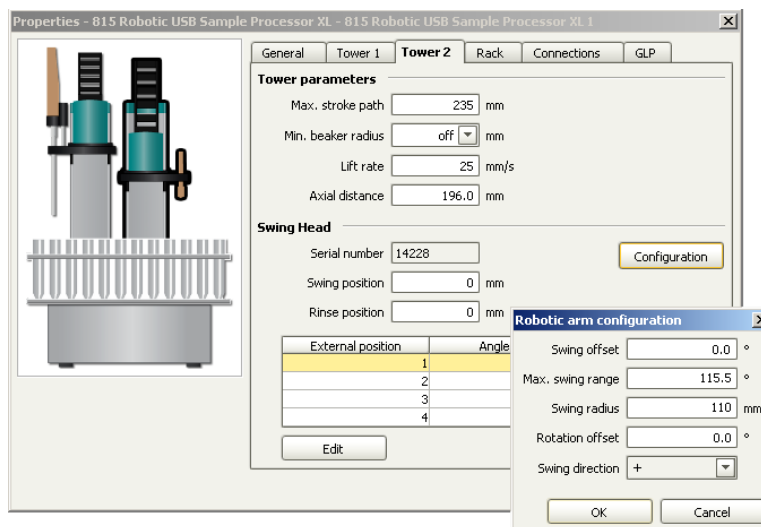 Properties - 815 Robotic USB Sample Processor XL - 815 Robotic USB Sample Processor XL 1
General Tower 1 Tower 2 Rack Connections GLP
Tower parameters
Max. stroke path 235 mm
Min. beaker radius off mm
Lift rate 25 mm/s
Axial distance 196.0 mm
Swing Head
Serial number 14228
Configuration
Swing position 0 mm
Rinse position 0 mm
External position Angle
1
2
3
4
Edit
Robotic arm configuration
Swing offset 0.0 °
Max. swing range 115.5 °
Swing radius 110 mm
Rotation offset 0.0 °
Swing direction +
OK Cancel